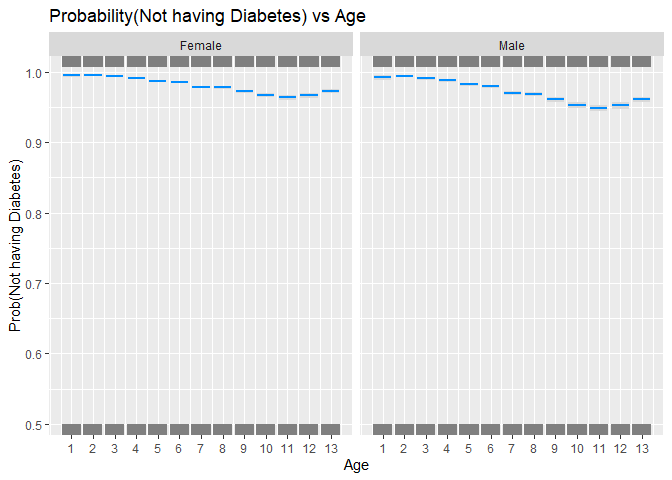 Probability(Not having Diabetes) vs Age
Female
Male
Prob(Not having Diabetes)
1.0
0.9
0.8
0.7
0.6
0.5
1 2 3 4 5 6 7 8 9 10 11 12 13
1 2 3 4 5 6 7 8 9 10 11 12 13
Age